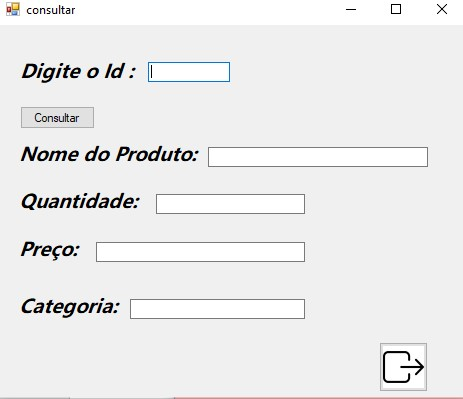 consultar
Digite o Id :
Consultar
Nome do Produto:
Quantidade:
Preço:
Categoria: